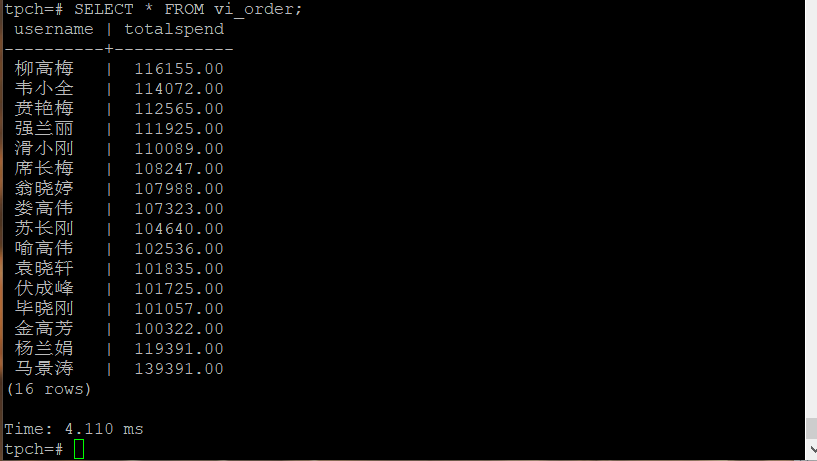 tpch=# SELECT * FROM vi_order;
 username | totalspend
----------+------------
 柳高梅   |  116155.00
 韦小全   |  114072.00
 贲艳梅   |  112565.00
 强兰丽   |  111925.00
 滑小刚   |  110089.00
 席长梅   |  108247.00
 翁晓婷   |  107988.00
 娄高伟   |  107323.00
 苏长刚   |  104640.00
 喻高伟   |  102536.00
 袁晓轩   |  101835.00
 伏成峰   |  101725.00
 毕晓刚   |  101057.00
 金高芳   |  100322.00
 杨兰娟   |  119391.00
 马景涛   |  139391.00
(16 rows)
Time: 4.110 ms
tpch=#